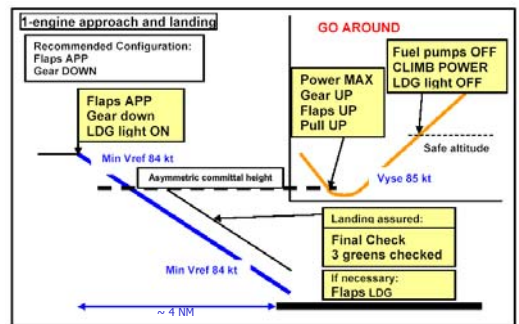 1-engine approach and landing
Recommended Configuration:
Flaps APP
Gear DOWN
Flaps APP
Gear down
LDG light ON
Min Vref 84 kt
Asymmetric committal height
Min Vref 84 kt
~ 4 NM
GO AROUND
Power MAX
Gear UP
Flaps UP
Pull UP
Fuel pumps OFF
CLIMB POWER
LDG light OFF
Safe altitude
Vyse 85 kt
Landing assured:
Final Check
3 greens checked
If necessary:
Flaps LDG